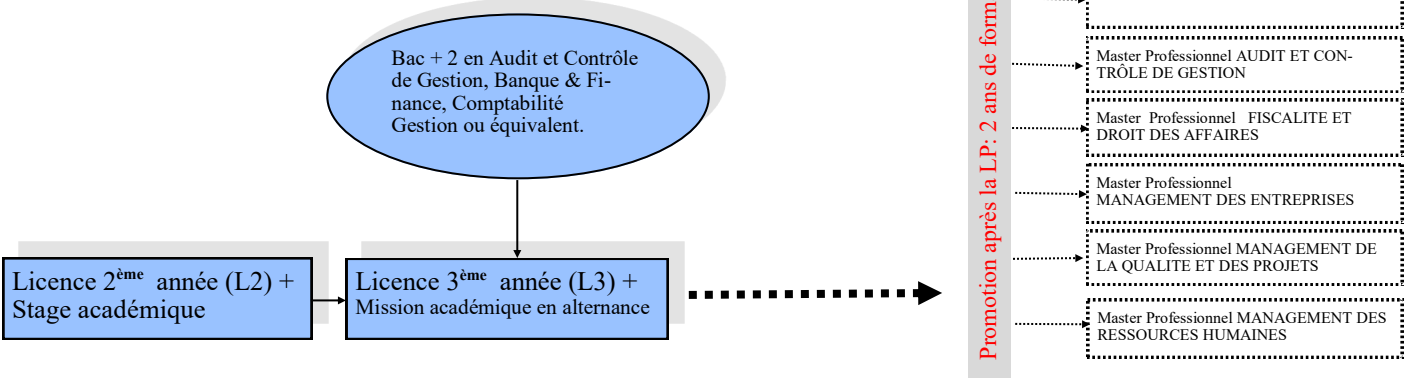 Bac + 2 en Audit et Contrôle
de Gestion, Banque & Fi-
nance, Comptabilité
Gestion ou équivalent.
Licence 2ème année (L2) +
Stage académique
Licence 3ème année (L3) +
Mission académique en alternance
Promotion après la LP: 2 ans de form
Master Professionnel AUDIT ET CON-
TRÔLE DE GESTION
Master Professionnel FISCALITE ET
DROIT DES AFFAIRES
Master Professionnel
MANAGEMENT DES ENTREPRISES
Master Professionnel MANAGEMENT DE
LA QUALITE ET DES PROJETS
Master Professionnel MANAGEMENT DES
RESSOURCES HUMAINES